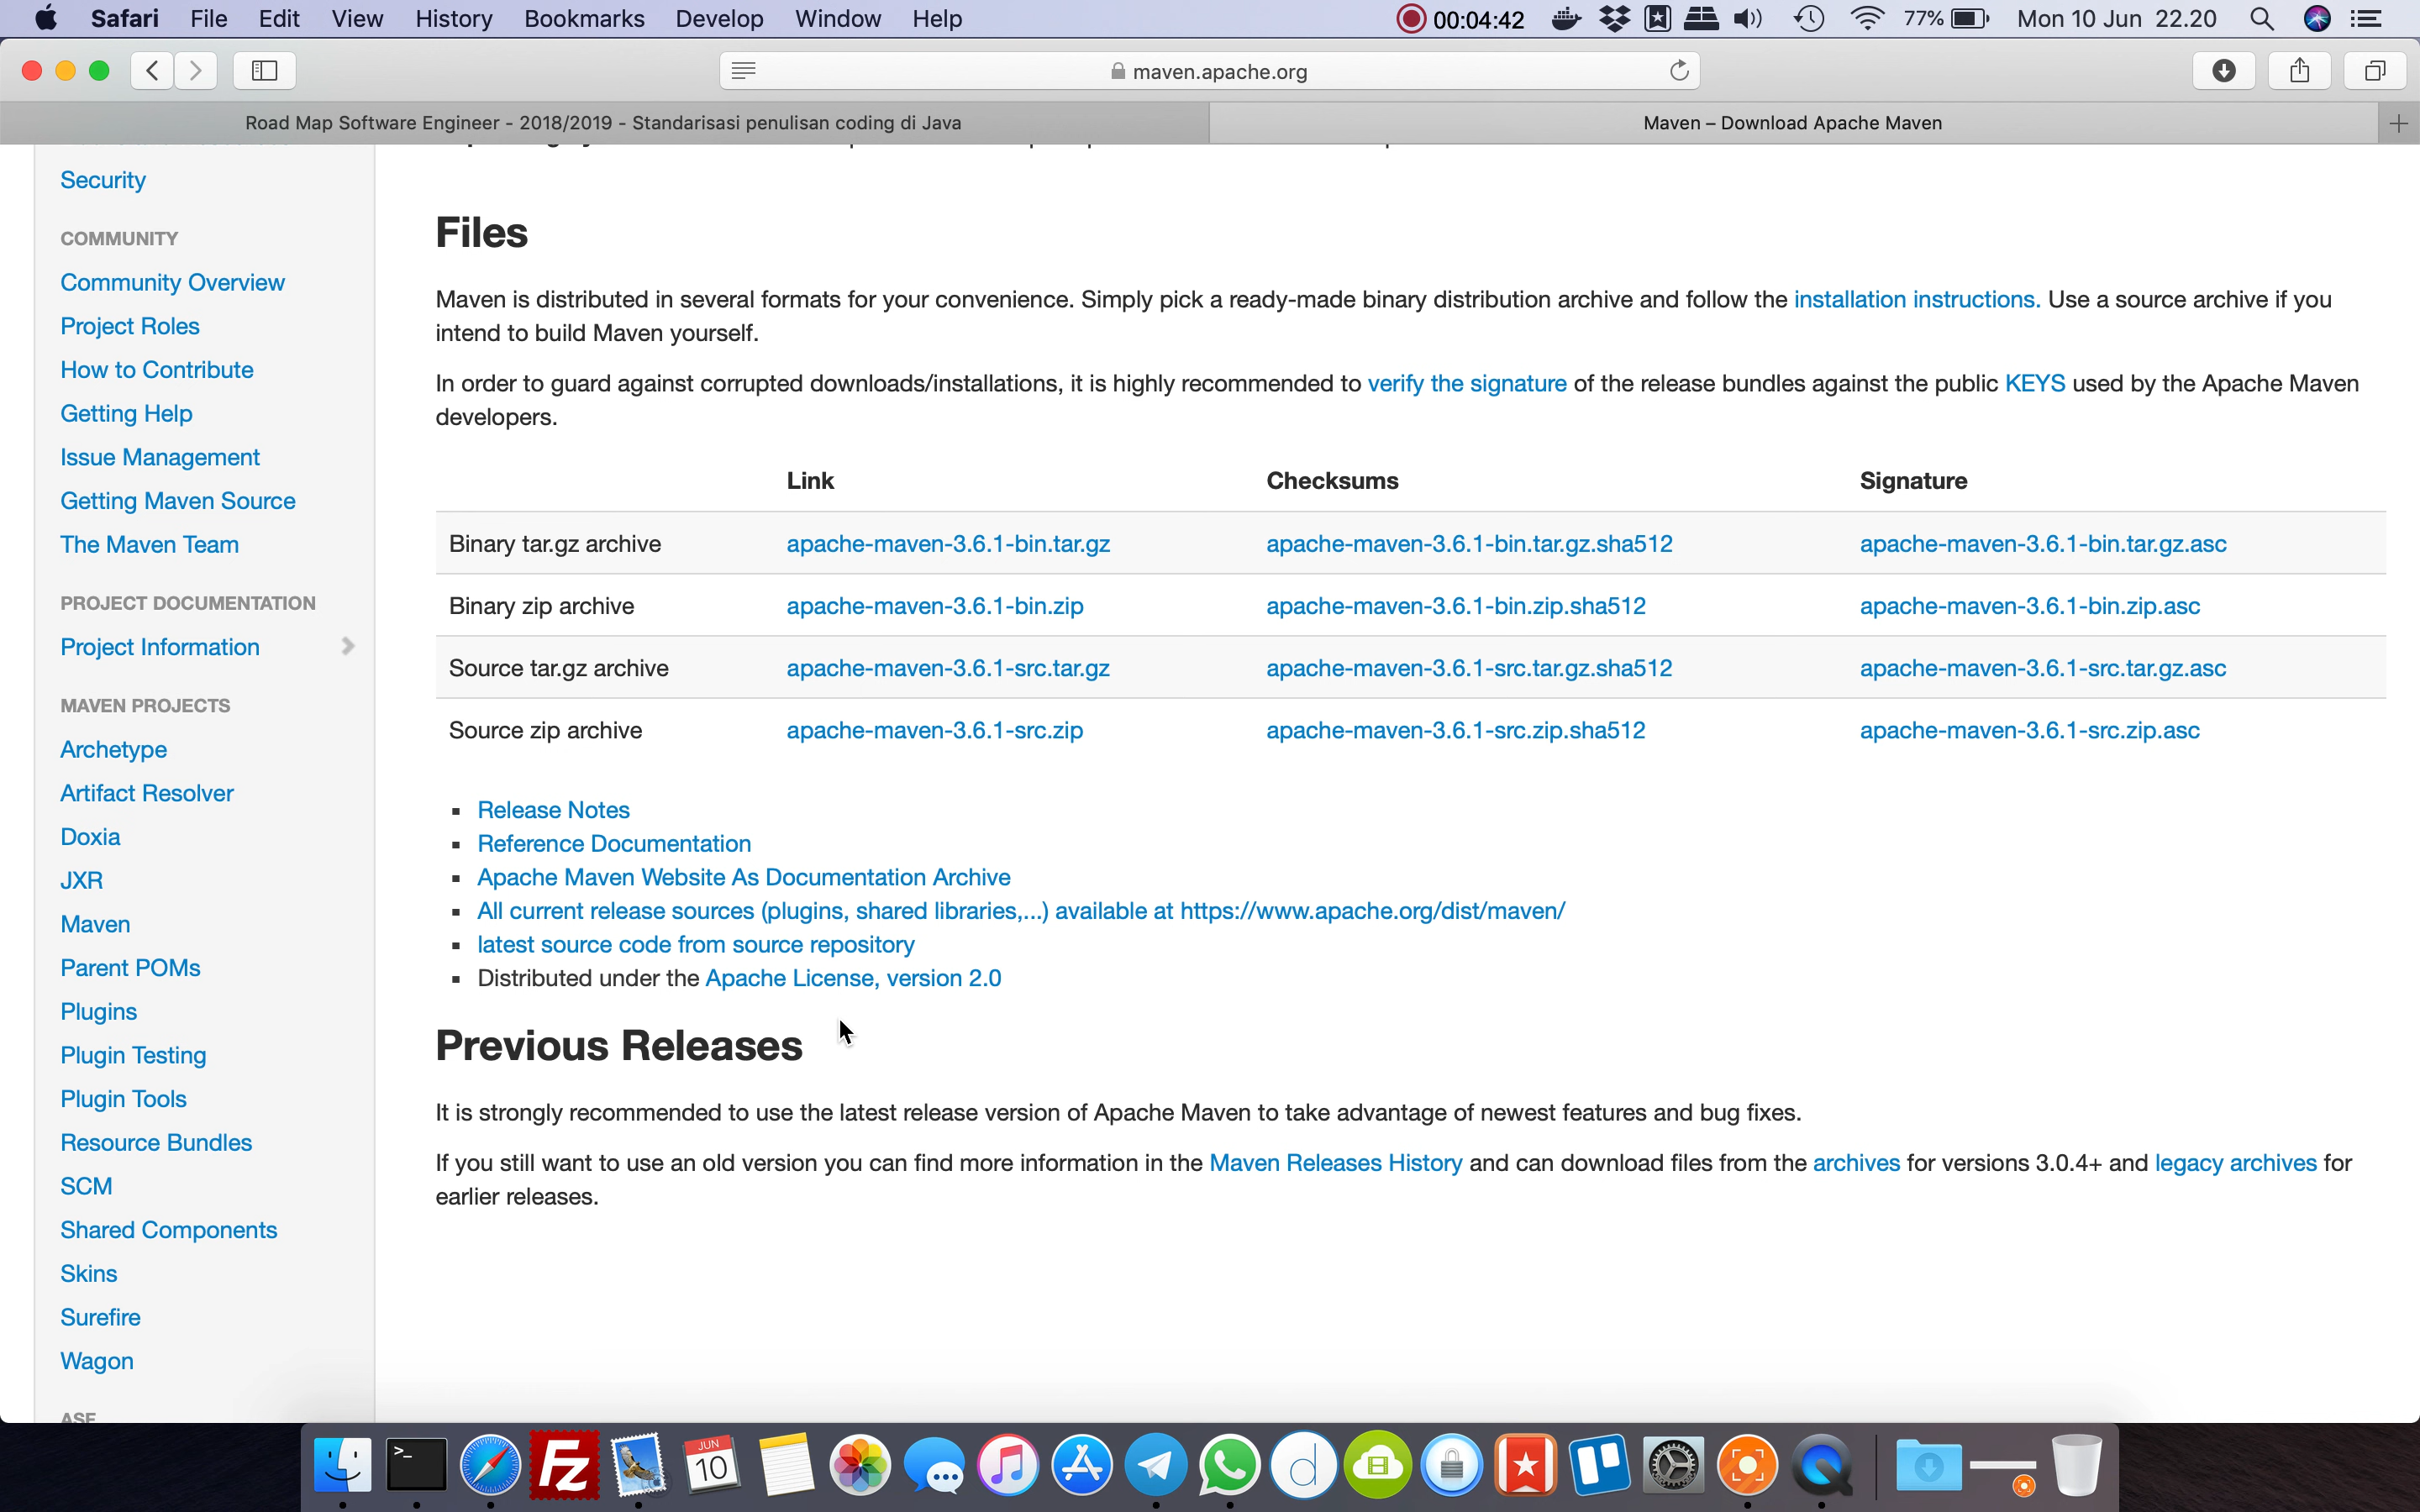 Safari File Edit View History Bookmarks Develop Window Help 00:04:42 77% Mon 10 Jun 22.20
maven.apache.org
Road Map Software Engineer - 2018/2019 - Standarisasi penulisan coding di Java
Maven – Download Apache Maven
Security
COMMUNITY
Community Overview
Project Roles
How to Contribute
Getting Help
Issue Management
Getting Maven Source
The Maven Team
PROJECT DOCUMENTATION
Project Information
MAVEN PROJECTS
Archetype
Artifact Resolver
Doxia
JXR
Maven
Parent POMs
Plugins
Plugin Testing
Plugin Tools
Resource Bundles
SCM
Shared Components
Skins
Surefire
Wagon
ASF
Files
Maven is distributed in several formats for your convenience. Simply pick a ready-made binary distribution archive and follow the installation instructions. Use a source archive if you
intend to build Maven yourself.
In order to guard against corrupted downloads/installations, it is highly recommended to verify the signature of the release bundles against the public KEYS used by the Apache Maven
developers.
Link Checksums Signature
Binary tar.gz archive apache-maven-3.6.1-bin.tar.gz apache-maven-3.6.1-bin.tar.gz.sha512 apache-maven-3.6.1-bin.tar.gz.asc
Binary zip archive apache-maven-3.6.1-bin.zip apache-maven-3.6.1-bin.zip.sha512 apache-maven-3.6.1-bin.zip.asc
Source tar.gz archive apache-maven-3.6.1-src.tar.gz apache-maven-3.6.1-src.tar.gz.sha512 apache-maven-3.6.1-src.tar.gz.asc
Source zip archive apache-maven-3.6.1-src.zip apache-maven-3.6.1-src.zip.sha512 apache-maven-3.6.1-src.zip.asc
▪ Release Notes
▪ Reference Documentation
▪ Apache Maven Website As Documentation Archive
▪ All current release sources (plugins, shared libraries,...) available at https://www.apache.org/dist/maven/
▪ latest source code from source repository
▪ Distributed under the Apache License, version 2.0
Previous Releases
It is strongly recommended to use the latest release version of Apache Maven to take advantage of newest features and bug fixes.
If you still want to use an old version you can find more information in the Maven Releases History and can download files from the archives for versions 3.0.4+ and legacy archives for
earlier releases.
>_
Fz
JUN
10
d